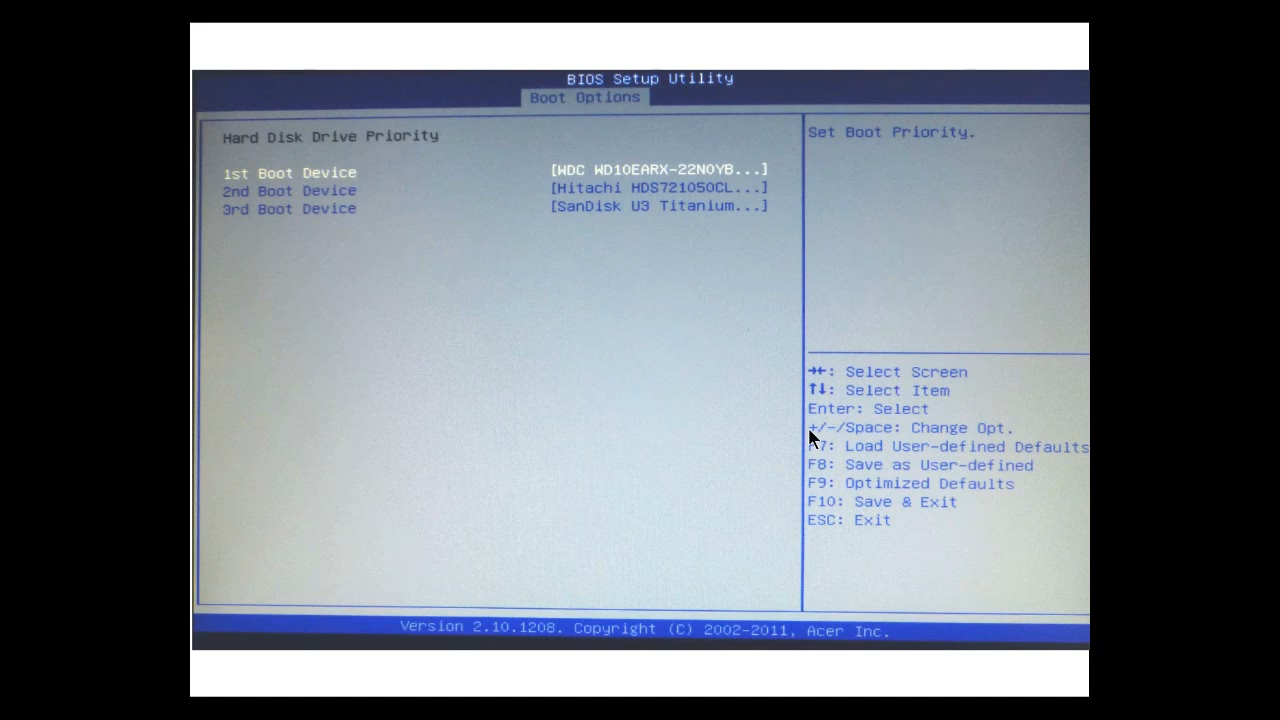 BIOS Setup Utility
Boot Options
Hard Disk Drive Priority
1st Boot Device [WDC WD10EARX-22N0YB...]
2nd Boot Device [Hitachi HDS721050CL...]
3rd Boot Device [SanDisk U3 Titanium...]
Set Boot Priority.
→←: Select Screen
↑↓: Select Item
Enter: Select
+/-/Space: Change Opt.
F7: Load User-defined Defaults
F8: Save as User-defined
F9: Optimized Defaults
F10: Save & Exit
ESC: Exit
Version 2.10.1208. Copyright (C) 2002-2011, Acer Inc.